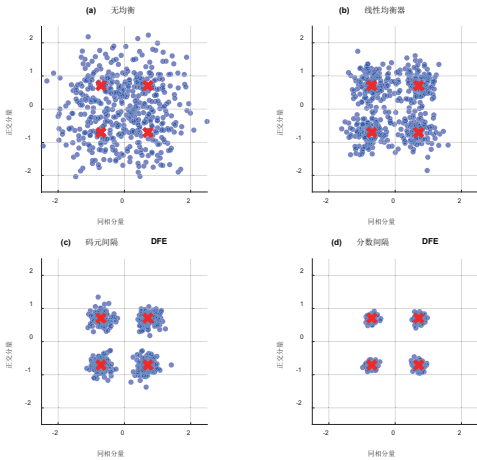 (a) 无均衡
2
1
0
-1
-2
正交分量
-2 0 2
同相分量
(b) 线性均衡器
2
1
0
-1
-2
正交分量
-2 0 2
同相分量
(c) 码元间隔 DFE
2
1
0
-1
-2
正交分量
-2 0 2
同相分量
(d) 分数间隔 DFE
2
1
0
-1
-2
正交分量
-2 0 2
同相分量